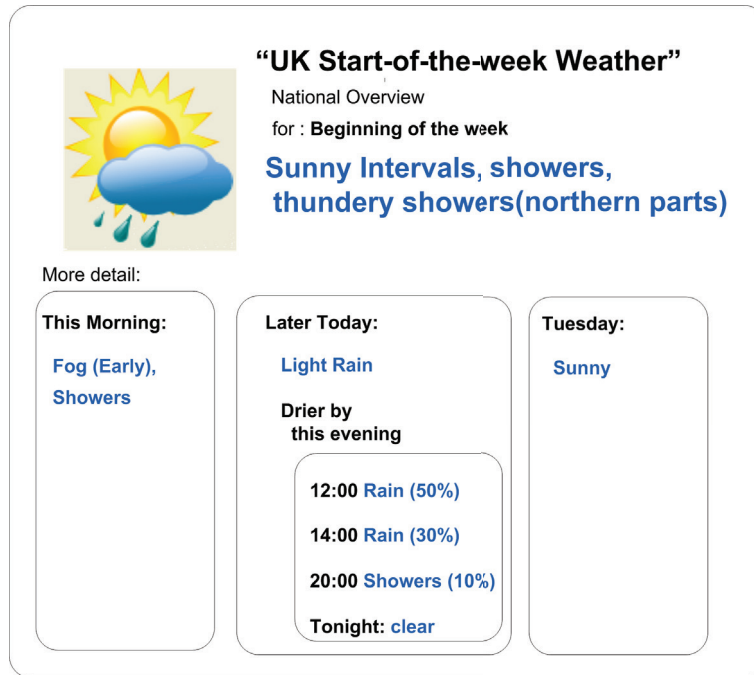 “UK Start-of-the-week Weather”
National Overview
for : Beginning of the week
Sunny Intervals, showers,
thundery showers(northern parts)
More detail:
This Morning:
Fog (Early),
Showers
Later Today:
Light Rain
Drier by
this evening
12:00 Rain (50%)
14:00 Rain (30%)
20:00 Showers (10%)
Tonight: clear
Tuesday:
Sunny